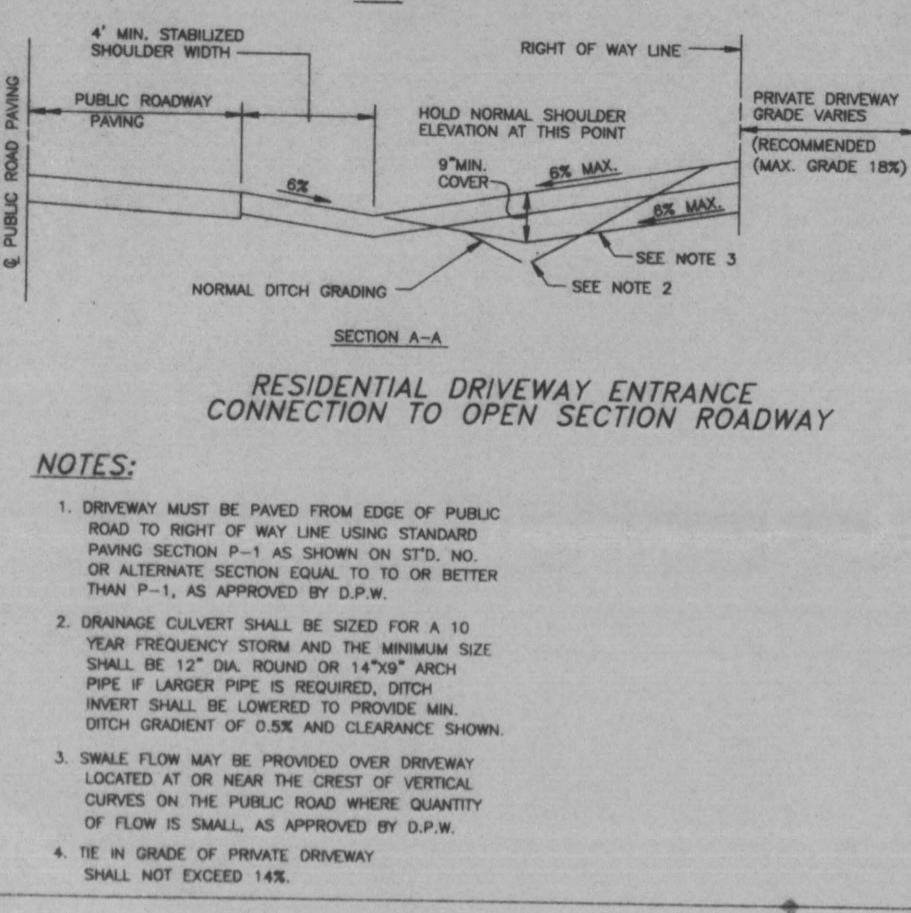 4' MIN. STABILIZED
SHOULDER WIDTH
RIGHT OF WAY LINE
℄ PUBLIC ROAD PAVING
PUBLIC ROADWAY
PAVING
HOLD NORMAL SHOULDER
ELEVATION AT THIS POINT
PRIVATE DRIVEWAY
GRADE VARIES
(RECOMMENDED
(MAX. GRADE 18%)
6%
9"MIN.
COVER
6% MAX.
6% MAX.
SEE NOTE 3
SEE NOTE 2
NORMAL DITCH GRADING
SECTION A-A
RESIDENTIAL DRIVEWAY ENTRANCE
CONNECTION TO OPEN SECTION ROADWAY
NOTES:
1. DRIVEWAY MUST BE PAVED FROM EDGE OF PUBLIC
ROAD TO RIGHT OF WAY LINE USING STANDARD
PAVING SECTION P-1 AS SHOWN ON ST'D. NO.
OR ALTERNATE SECTION EQUAL TO TO OR BETTER
THAN P-1, AS APPROVED BY D.P.W.
2. DRAINAGE CULVERT SHALL BE SIZED FOR A 10
YEAR FREQUENCY STORM AND THE MINIMUM SIZE
SHALL BE 12" DIA. ROUND OR 14"X9" ARCH
PIPE IF LARGER PIPE IS REQUIRED, DITCH
INVERT SHALL BE LOWERED TO PROVIDE MIN.
DITCH GRADIENT OF 0.5% AND CLEARANCE SHOWN.
3. SWALE FLOW MAY BE PROVIDED OVER DRIVEWAY
LOCATED AT OR NEAR THE CREST OF VERTICAL
CURVES ON THE PUBLIC ROAD WHERE QUANTITY
OF FLOW IS SMALL, AS APPROVED BY D.P.W.
4. TIE IN GRADE OF PRIVATE DRIVEWAY
SHALL NOT EXCEED 14%.